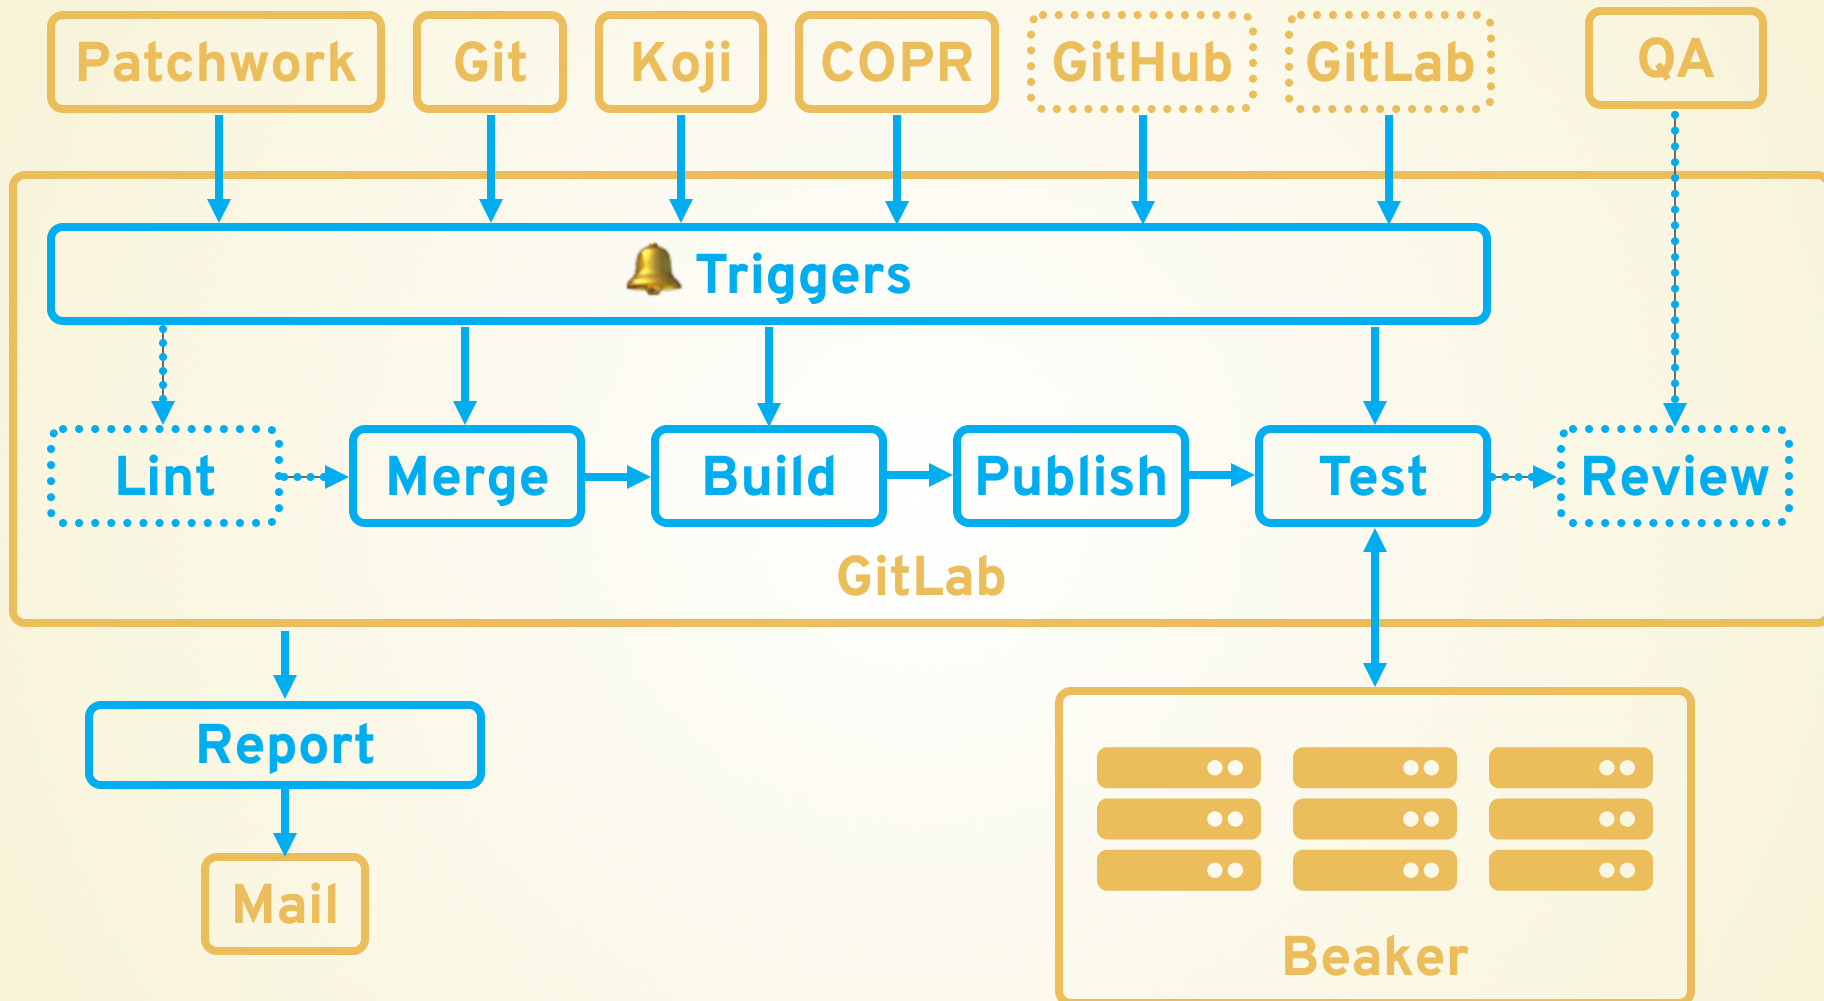 Patchwork
Git
Koji
COPR
GitHub
GitLab
QA
Triggers
Lint
Merge
Build
Publish
Test
Review
GitLab
Report
Mail
Beaker